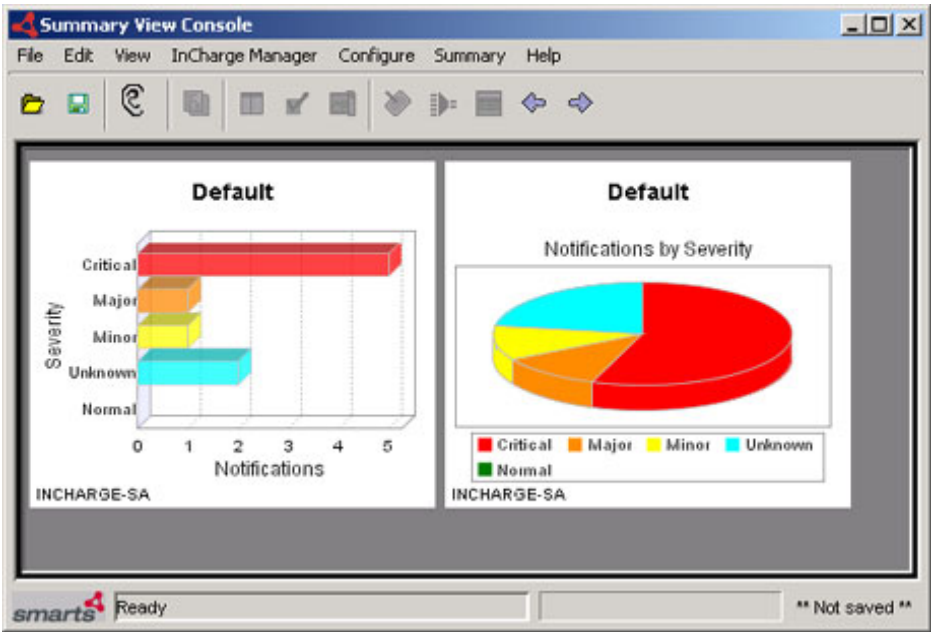 Summary View Console
File Edit View InCharge Manager Configure Summary Help
Default
Critical
Major
Minor
Unknown
Normal
Severity
0 1 2 3 4 5
Notifications
INCHARGE-SA
Default
Notifications by Severity
Critical Major Minor Unknown
Normal
INCHARGE-SA
smarts Ready ** Not saved **